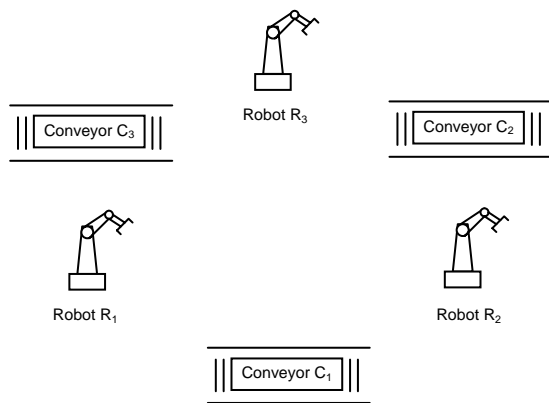 Robot R₃
Conveyor C₃
Conveyor C₂
Robot R₁
Robot R₂
Conveyor C₁